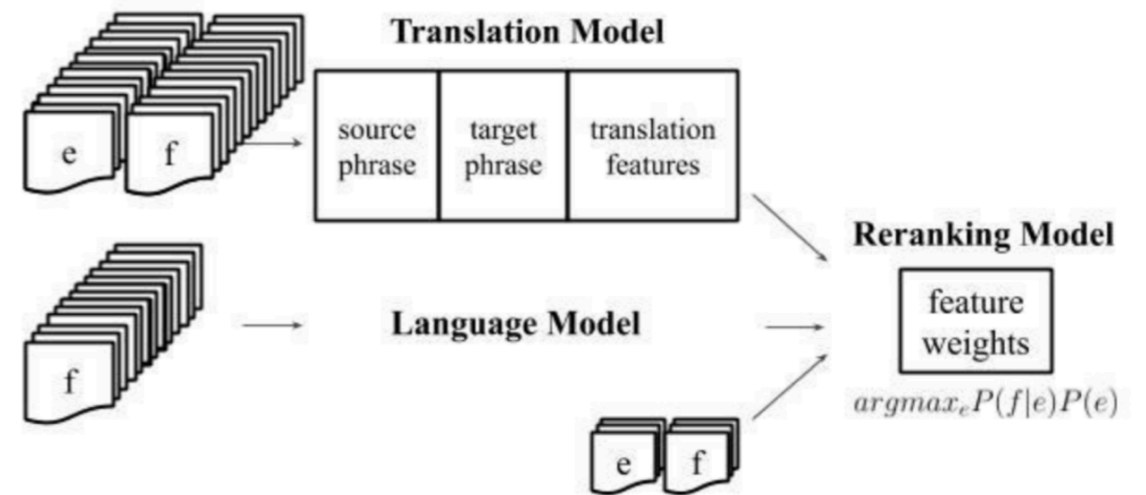 Translation Model
e
f
source
phrase
target
phrase
translation
features
Reranking Model
feature
weights
argmax_e P(f|e)P(e)
f
Language Model
e
f